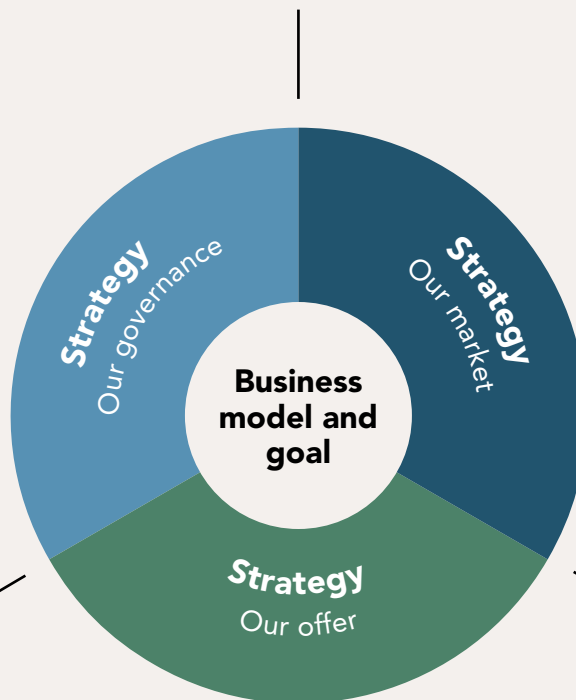 Strategy
Our governance
Strategy
Our market
Business
model and
goal
Strategy
Our offer